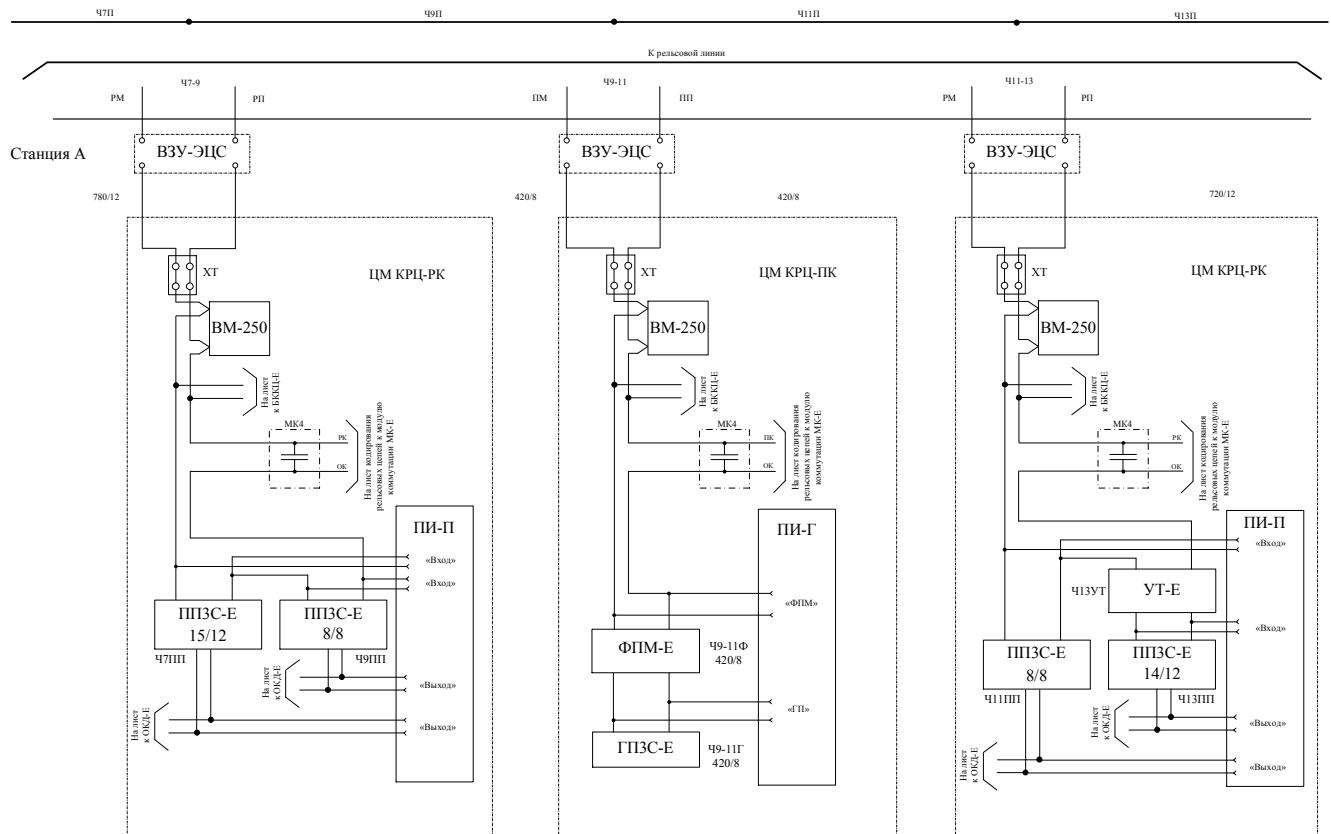 Ч7П
Ч9П
Ч11П
Ч13П
К рельсовой линии
Ч7-9
Ч9-11
Ч11-13
РМ
РП
ПМ
ПП
РМ
РП
Станция А
ВЗУ-ЭЦС
ВЗУ-ЭЦС
ВЗУ-ЭЦС
780/12
420/8
420/8
720/12
ХТ
ЦМ КРЦ-РК
ХТ
ЦМ КРЦ-ПК
ХТ
ЦМ КРЦ-РК
ВМ-250
ВМ-250
ВМ-250
На лист
к БККЦ-Е
На лист
к БККЦ-Е
На лист
к БККЦ-Е
МК4
РК
ОК
На лист кодирования
рельсовых цепей к модулю
коммутации МК-Е
МК4
ПК
ОК
На лист кодирования
рельсовых цепей к модулю
коммутации МК-Е
МК4
РК
ОК
На лист кодирования
рельсовых цепей к модулю
коммутации МК-Е
ПИ-П
«Вход»
«Вход»
ПП3С-Е
15/12
Ч7ПП
ПП3С-Е
8/8
Ч9ПП
На лист
к ОКД-Е
«Выход»
На лист
к ОКД-Е
«Выход»
ПИ-Г
«ФПМ»
ФПМ-Е
Ч9-11Ф
420/8
«ГП»
ГП3С-Е
Ч9-11Г
420/8
ПИ-П
«Вход»
Ч13УТ
УТ-Е
«Вход»
ПП3С-Е
8/8
Ч11ПП
ПП3С-Е
14/12
Ч13ПП
На лист
к ОКД-Е
«Выход»
На лист
к ОКД-Е
«Выход»